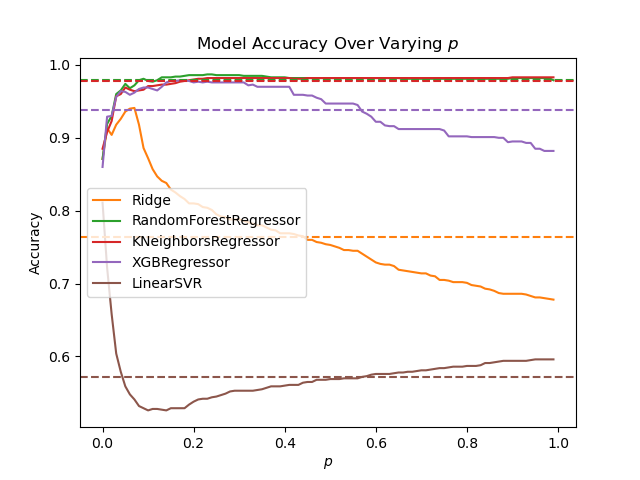 Model Accuracy Over Varying p
1.0
0.9
0.8
0.7
0.6
Accuracy
Ridge
RandomForestRegressor
KNeighborsRegressor
XGBRegressor
LinearSVR
0.0 0.2 0.4 0.6 0.8 1.0
p